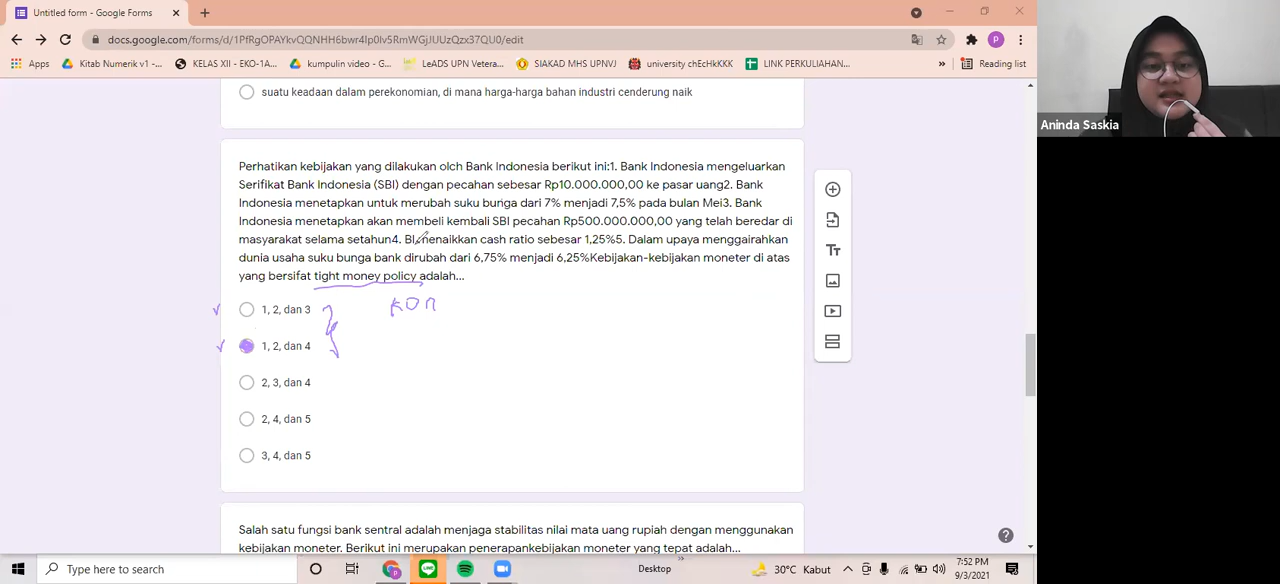 Untitled form - Google Forms
docs.google.com/forms/d/1PfRgOPAYkvQQNHH6bwr4Ip0lv5RmWGjJUUzQzx37QU0/edit
Apps
Kitab Numerik v1 -...
KELAS XII - EKO-1A...
kumpulin video - G...
LeADS UPN Vetera...
SIAKAD MHS UPNVJ
university chEcHkKKK
LINK PERKULIAHAN...
»
Reading list
suatu keadaan dalam perekonomian, di mana harga-harga bahan industri cenderung naik
Aninda Saskia
Perhatikan kebijakan yang dilakukan olch Bank Indonesia berikut ini:1. Bank Indonesia mengeluarkan
Serifikat Bank Indonesia (SBI) dengan pecahan sebesar Rp10.000.000,00 ke pasar uang2. Bank
Indonesia menetapkan untuk merubah suku bunga dari 7% menjadi 7,5% pada bulan Mei3. Bank
Indonesia menetapkan akan membeli kembali SBI pecahan Rp500.000.000,00 yang telah beredar di
masyarakat selama setahun4. BI menaikkan cash ratio sebesar 1,25%5. Dalam upaya menggairahkan
dunia usaha suku bunga bank dirubah dari 6,75% menjadi 6,25%Kebijakan-kebijakan moneter di atas
yang bersifat tight money policy adalah...
1, 2, dan 3
1, 2, dan 4
2, 3, dan 4
2, 4, dan 5
3, 4, dan 5
Salah satu fungsi bank sentral adalah menjaga stabilitas nilai mata uang rupiah dengan menggunakan
kebijakan moneter. Berikut ini merupakan penerapankebijakan moneter yang tepat adalah...
Type here to search
Desktop
30°C Kabut
7:52 PM
9/3/2021